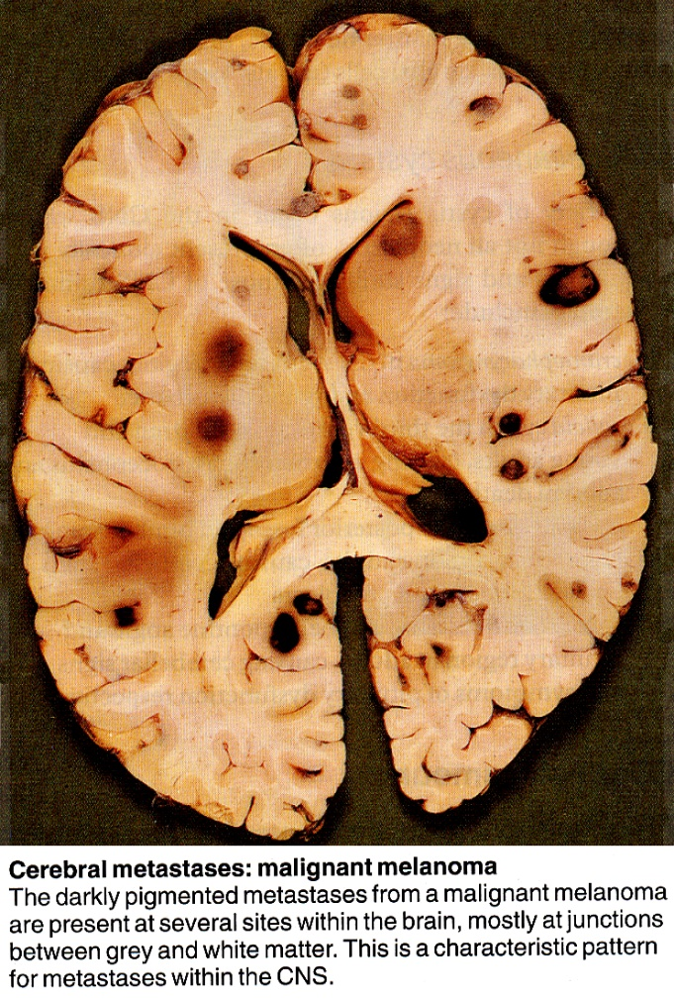 Cerebral metastases: malignant melanoma
The darkly pigmented metastases from a malignant melanoma
are present at several sites within the brain, mostly at junctions
between grey and white matter. This is a characteristic pattern
for metastases within the CNS.